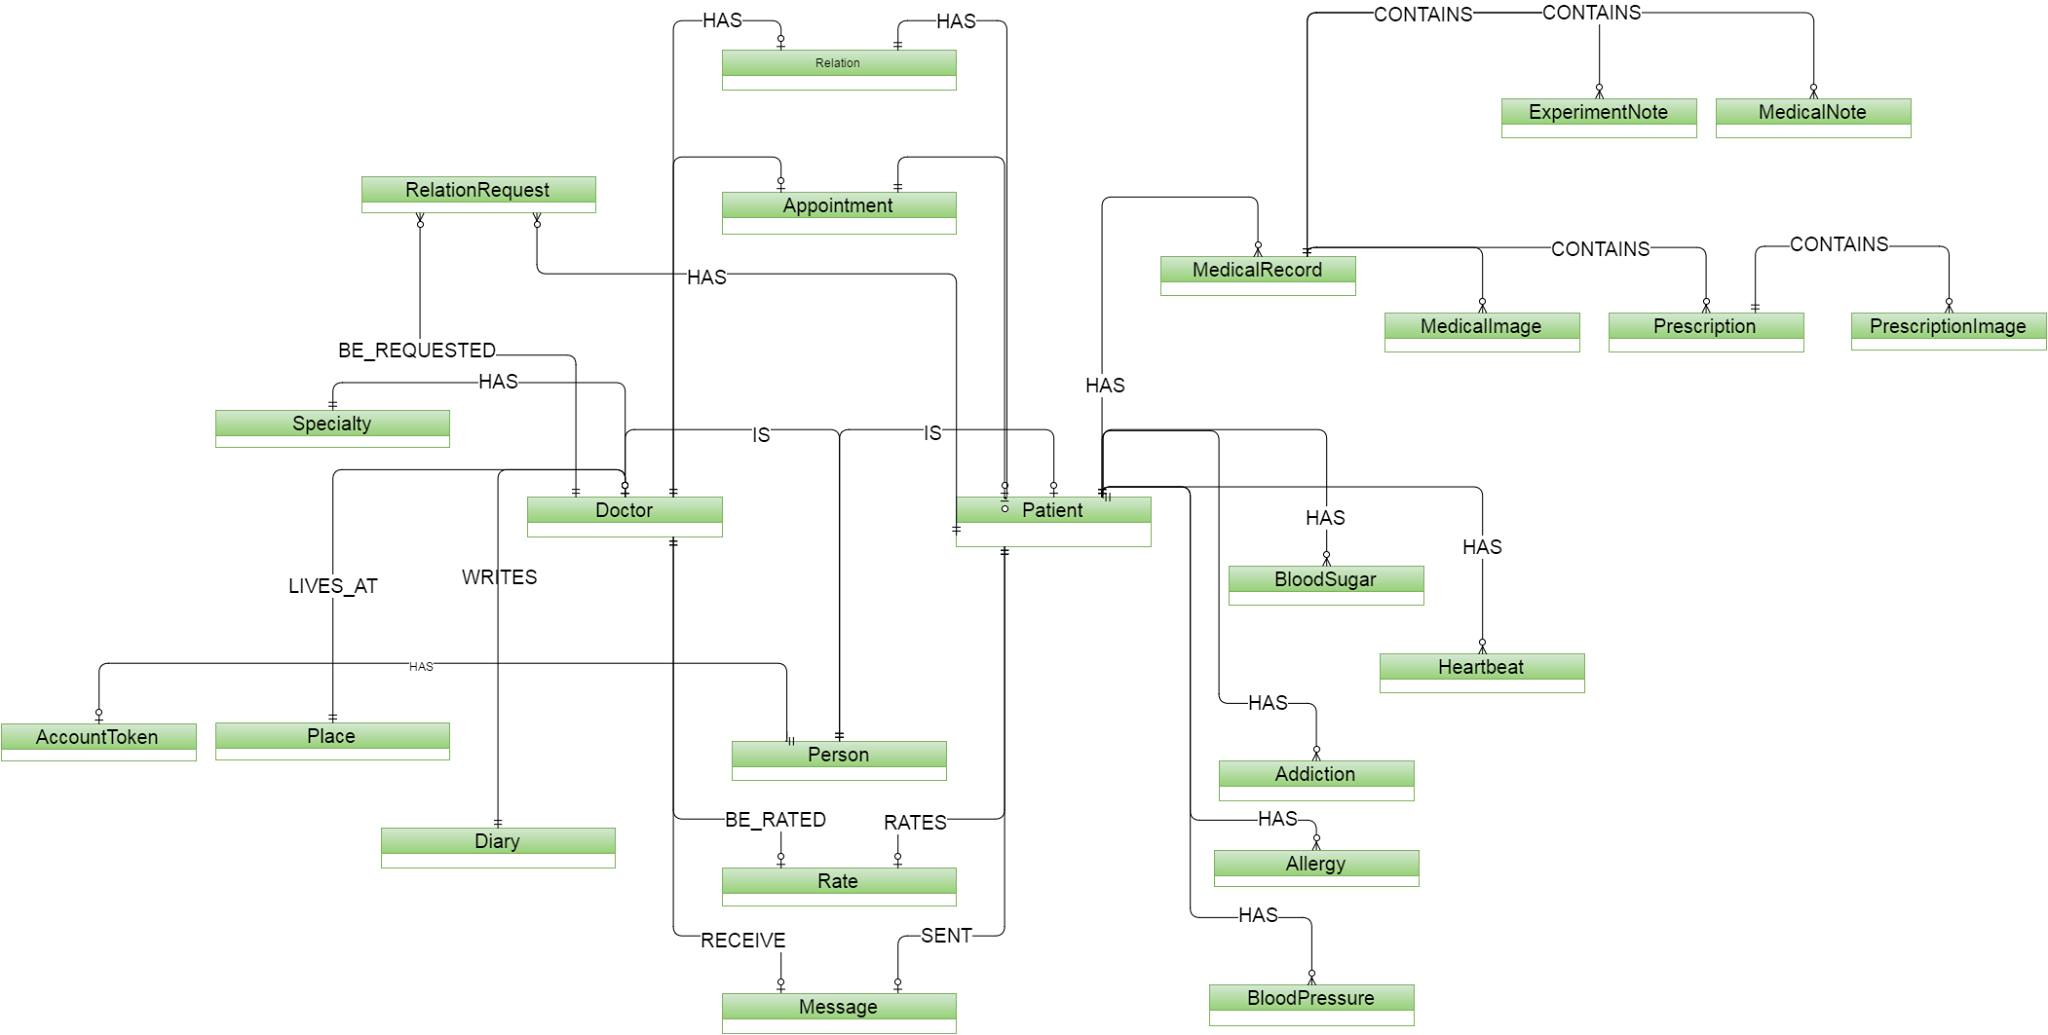 HAS
HAS
CONTAINS
CONTAINS
Relation
ExperimentNote
MedicalNote
RelationRequest
Appointment
HAS
MedicalRecord
CONTAINS
CONTAINS
MedicalImage
Prescription
PrescriptionImage
BE_REQUESTED
HAS
HAS
Specialty
IS
IS
Doctor
Patient
HAS
HAS
BloodSugar
LIVES_AT
WRITES
HAS
Heartbeat
HAS
AccountToken
Place
Person
Addiction
BE_RATED
RATES
HAS
Diary
Allergy
Rate
HAS
RECEIVE
SENT
BloodPressure
Message
HAS